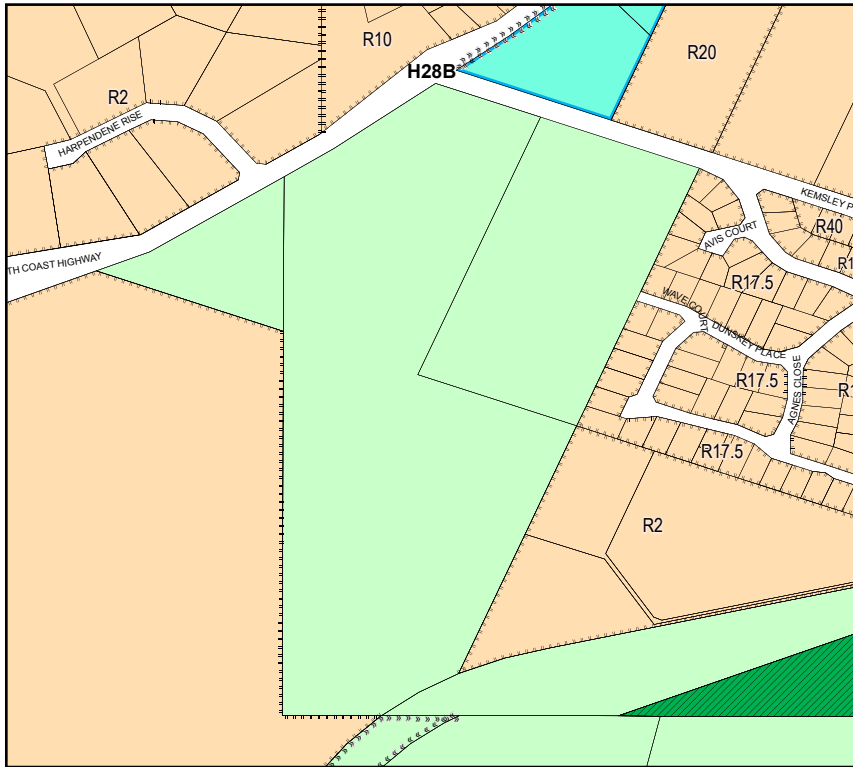 R10
R20
H28B
R2
HARPENDENE RISE
KEMSLEY P
R40
AVIS COURT
R1
TH COAST HIGHWAY
R17.5
WAVE COURT
DUNSKEY PLACE
R17.5
AGNES CLOSE
R1
R17.5
R2